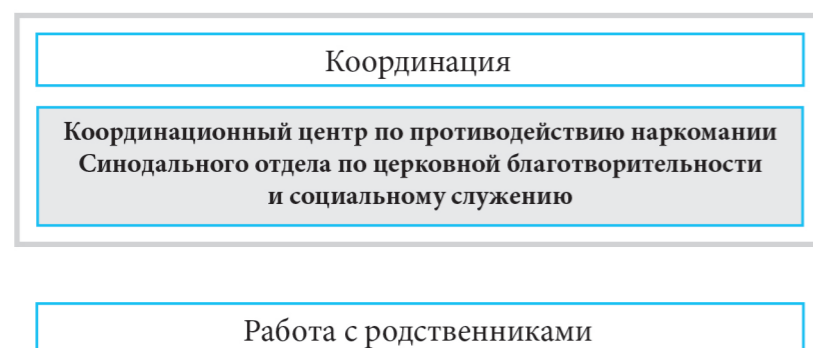 Координация
Координационный центр по противодействию наркомании
Синодального отдела по церковной благотворительности
и социальному служению
Работа с родственниками